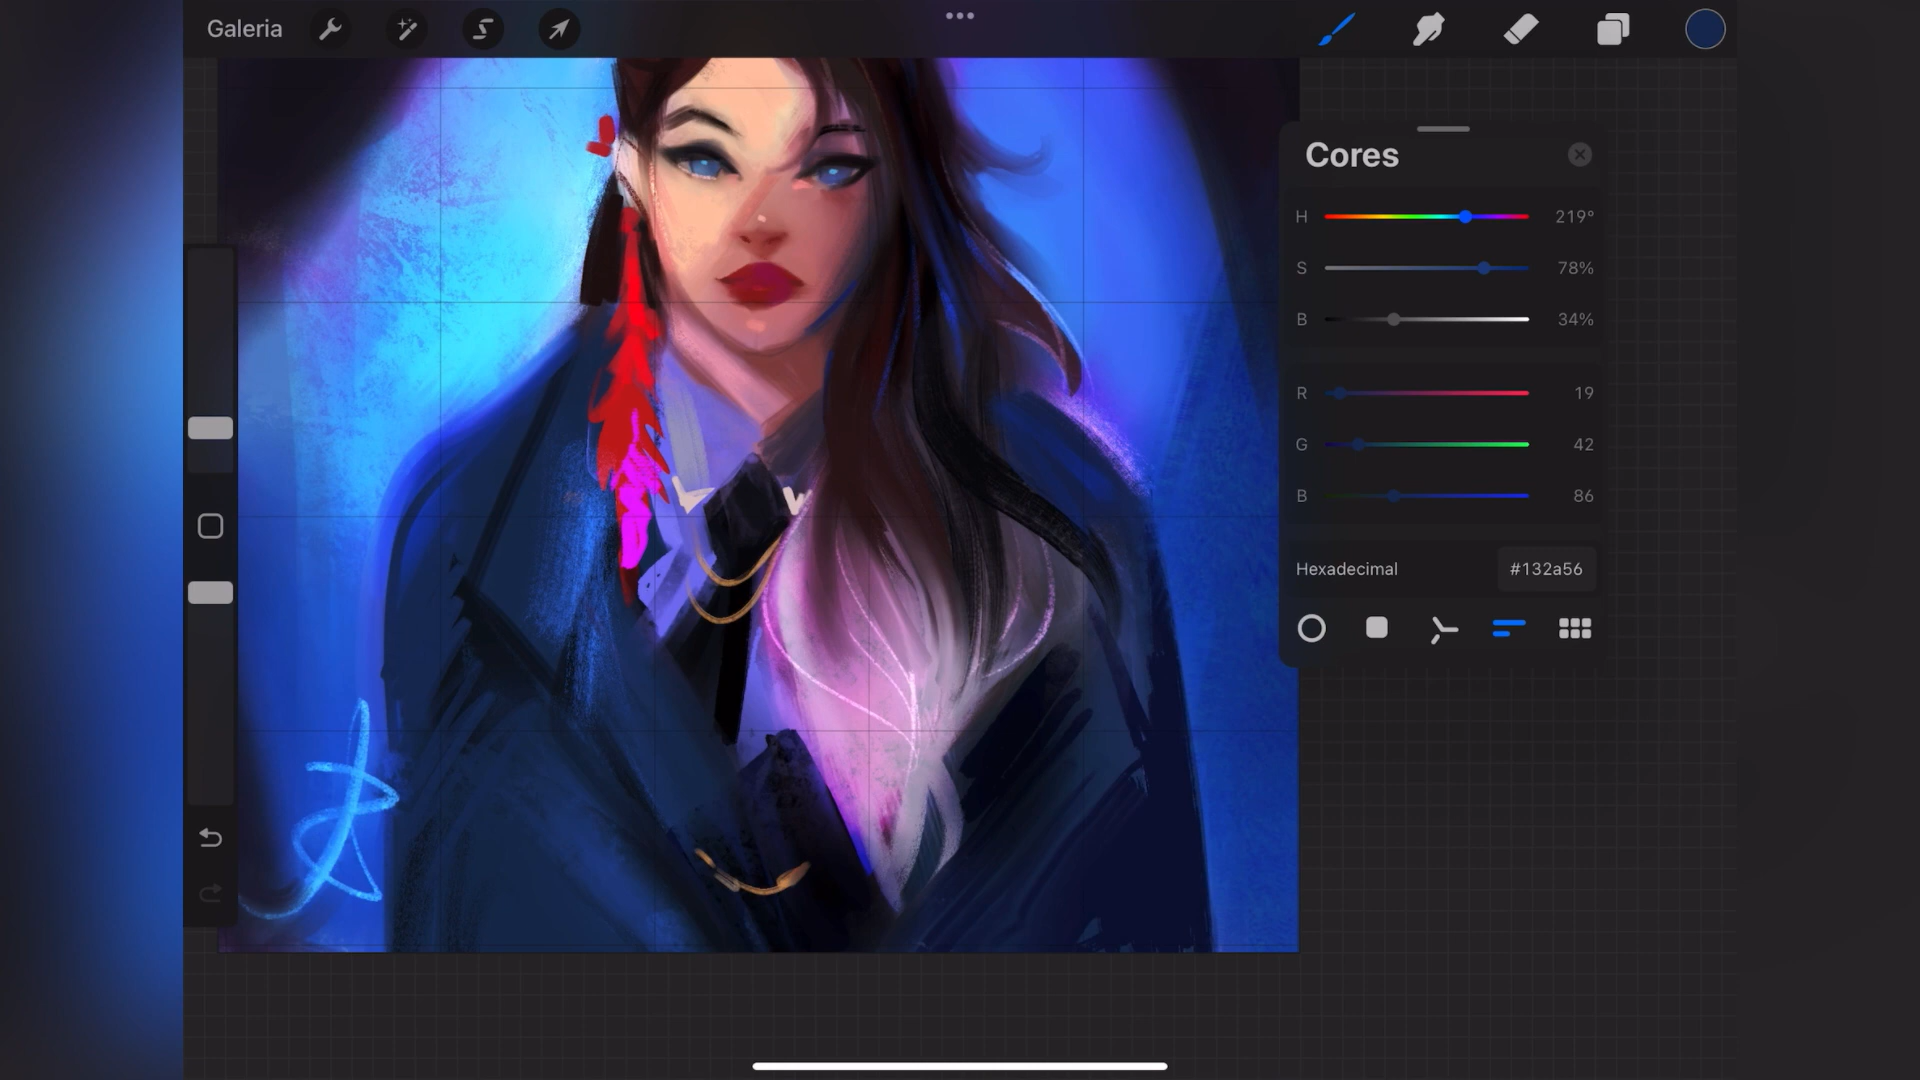 Galeria
Cores
H 219°
S 78%
B 34%
R 19
G 42
B 86
Hexadecimal #132a56